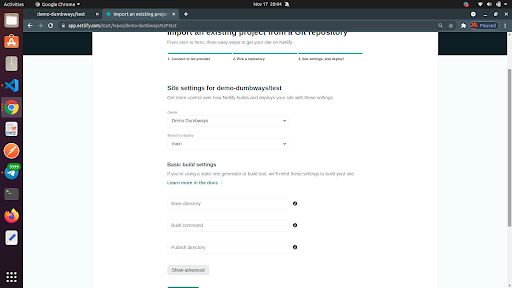 Activities
Google Chrome
Nov 17 20:04
demo-dumbways/test
Import an existing proje
app.netlify.com/start/repos/demo-dumbways%2Ftest
Paused
Import an existing project from a Git repository
From zero to hero, three easy steps to get your site on Netlify.
1. Connect to Git provider
2. Pick a repository
3. Site settings, and deploy!
Site settings for demo-dumbways/test
Get more control over how Netlify builds and deploys your site with these settings.
Owner
Demo Dumbways
Branch to deploy
main
Basic build settings
If you're using a static site generator or build tool, we'll need these settings to build your site.
Learn more in the docs →
Base directory
Build command
Publish directory
Show advanced